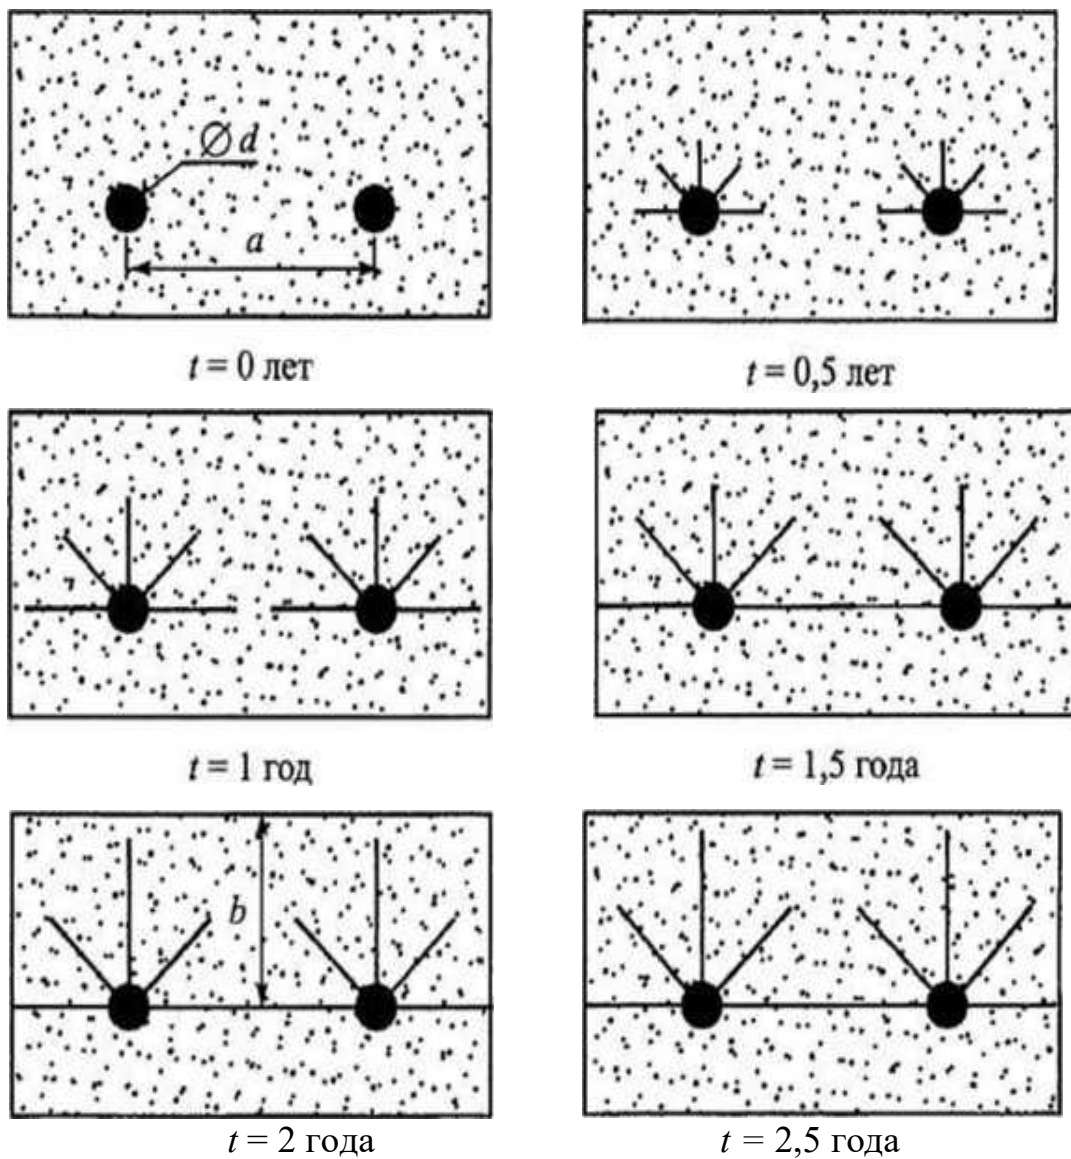 ∅ d
a
t = 0 лет
t = 0,5 лет
t = 1 год
t = 1,5 года
b
t = 2 года
t = 2,5 года